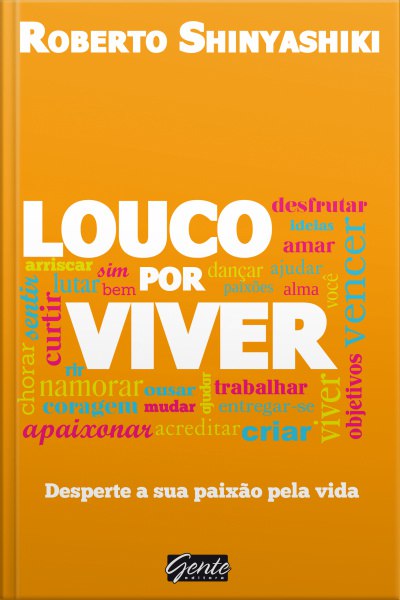 ROBERTO SHINYASHIKI
desfrutar
LOUCO
ideias
amar
vencer
arriscar
sim
POR
dançar
ajudar
sentir
lutar
bem
paixões
alma
você
curtir
VIVER
chorar
rir
namorar
ousar
ajudar
trabalhar
viver
objetivos
coragem
mudar
entregar-se
apaixonar
acreditar
criar
Desperte a sua paixão pela vida
Gente
editora